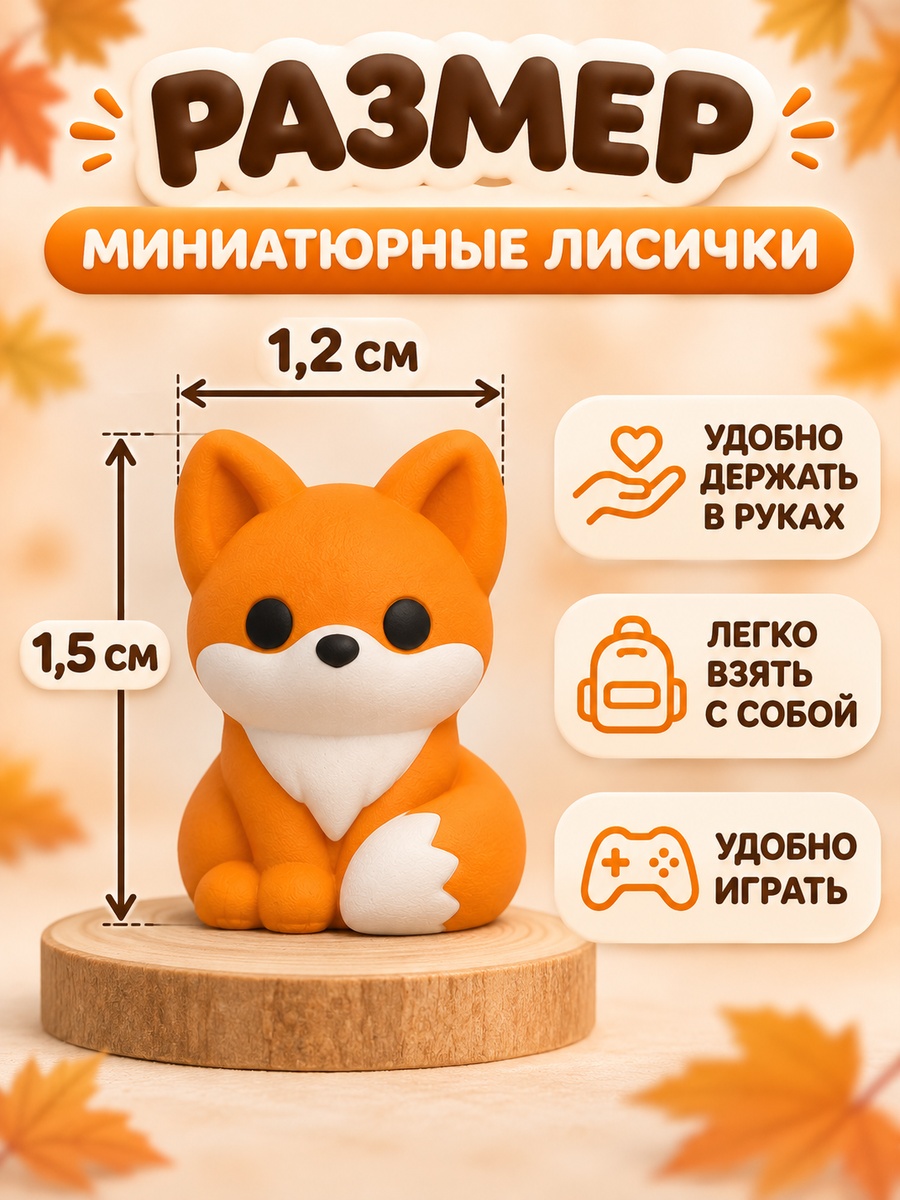 РАЗМЕР
МИНИАТЮРНЫЕ ЛИСИЧКИ
1,2 см
1,5 см
УДОБНО
ДЕРЖАТЬ
В РУКАХ
ЛЕГКО
ВЗЯТЬ
С СОБОЙ
УДОБНО
ИГРАТЬ